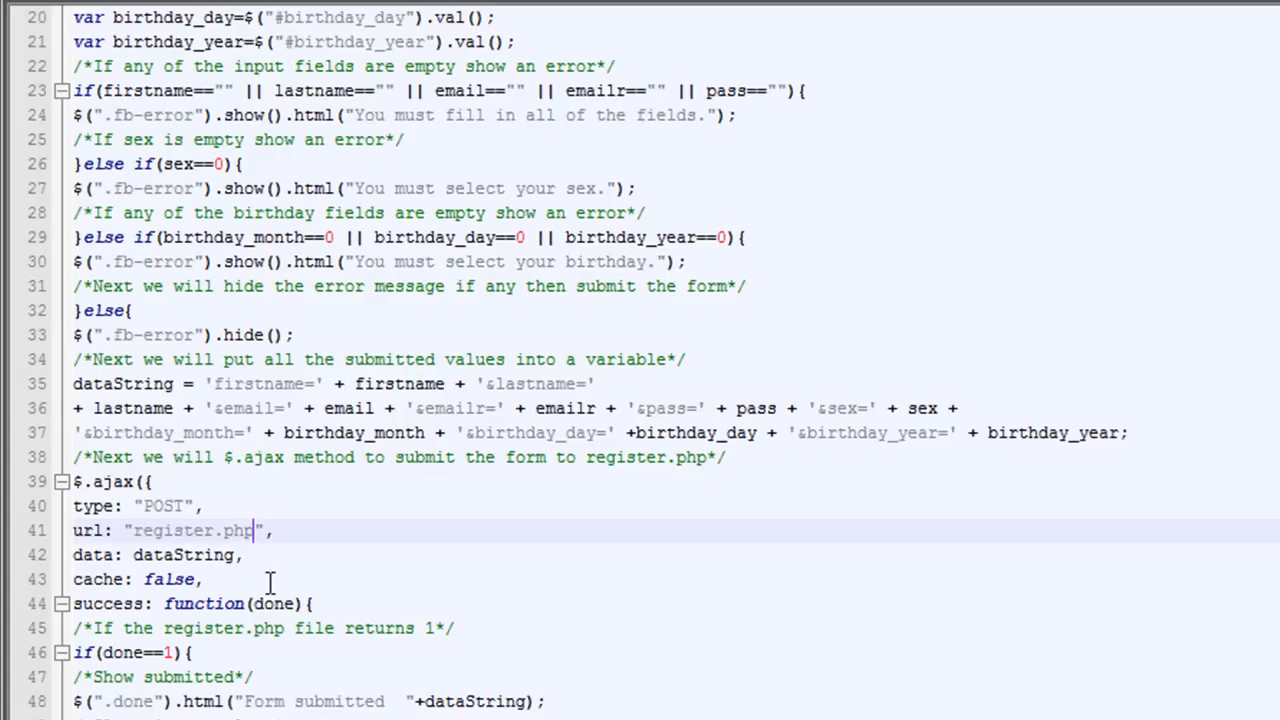 20 var birthday_day=$("#birthday_day").val();
21 var birthday_year=$("#birthday_year").val();
22 /*If any of the input fields are empty show an error*/
23 if(firstname=="" || lastname=="" || email=="" || emailr=="" || pass==""){
24 $(".fb-error").show().html("You must fill in all of the fields.");
25 /*If sex is empty show an error*/
26 }else if(sex==0){
27 $(".fb-error").show().html("You must select your sex.");
28 /*If any of the birthday fields are empty show an error*/
29 }else if(birthday_month==0 || birthday_day==0 || birthday_year==0){
30 $(".fb-error").show().html("You must select your birthday.");
31 /*Next we will hide the error message if any then submit the form*/
32 }else{
33 $(".fb-error").hide();
34 /*Next we will put all the submitted values into a variable*/
35 dataString = 'firstname=' + firstname + '&lastname='
36 + lastname + '&email=' + email + '&emailr=' + emailr + '&pass=' + pass + '&sex=' + sex +
37 '&birthday_month=' + birthday_month + '&birthday_day=' +birthday_day + '&birthday_year=' + birthday_year;
38 /*Next we will $.ajax method to submit the form to register.php*/
39 $.ajax({
40 type: "POST",
41 url: "register.php",
42 data: dataString,
43 cache: false,
44 success: function(done){
45 /*If the register.php file returns 1*/
46 if(done==1){
47 /*Show submitted*/
48 $(".done").html("Form submitted  "+dataString);